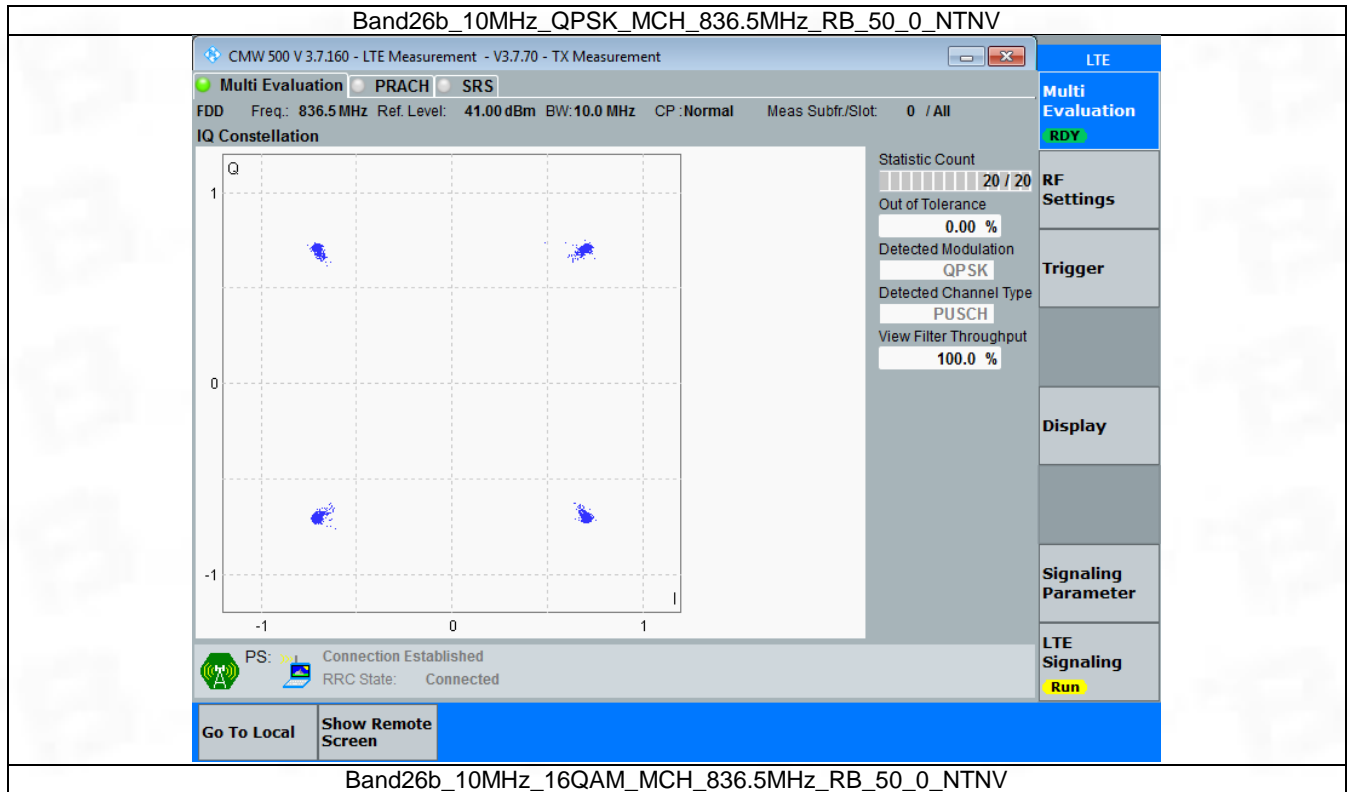 Band26b_10MHz_QPSK_MCH_836.5MHz_RB_50_0_NTNV
CMW 500 V 3.7.160 - LTE Measurement - V3.7.70 - TX Measurement
LTE
Multi Evaluation PRACH SRS
FDD Freq.: 836.5 MHz Ref. Level: 41.00 dBm BW: 10.0 MHz CP : Normal Meas Subfr./Slot: 0 / All
IQ Constellation
Q
1
0
-1
I
-1 0 1
Statistic Count
20 / 20
Out of Tolerance
0.00 %
Detected Modulation
QPSK
Detected Channel Type
PUSCH
View Filter Throughput
100.0 %
Multi
Evaluation
RDY
RF
Settings
Trigger
Display
Signaling
Parameter
LTE
Signaling
Run
PS: Connection Established
RRC State: Connected
Go To Local
Show Remote
Screen
Band26b_10MHz_16QAM_MCH_836.5MHz_RB_50_0_NTNV